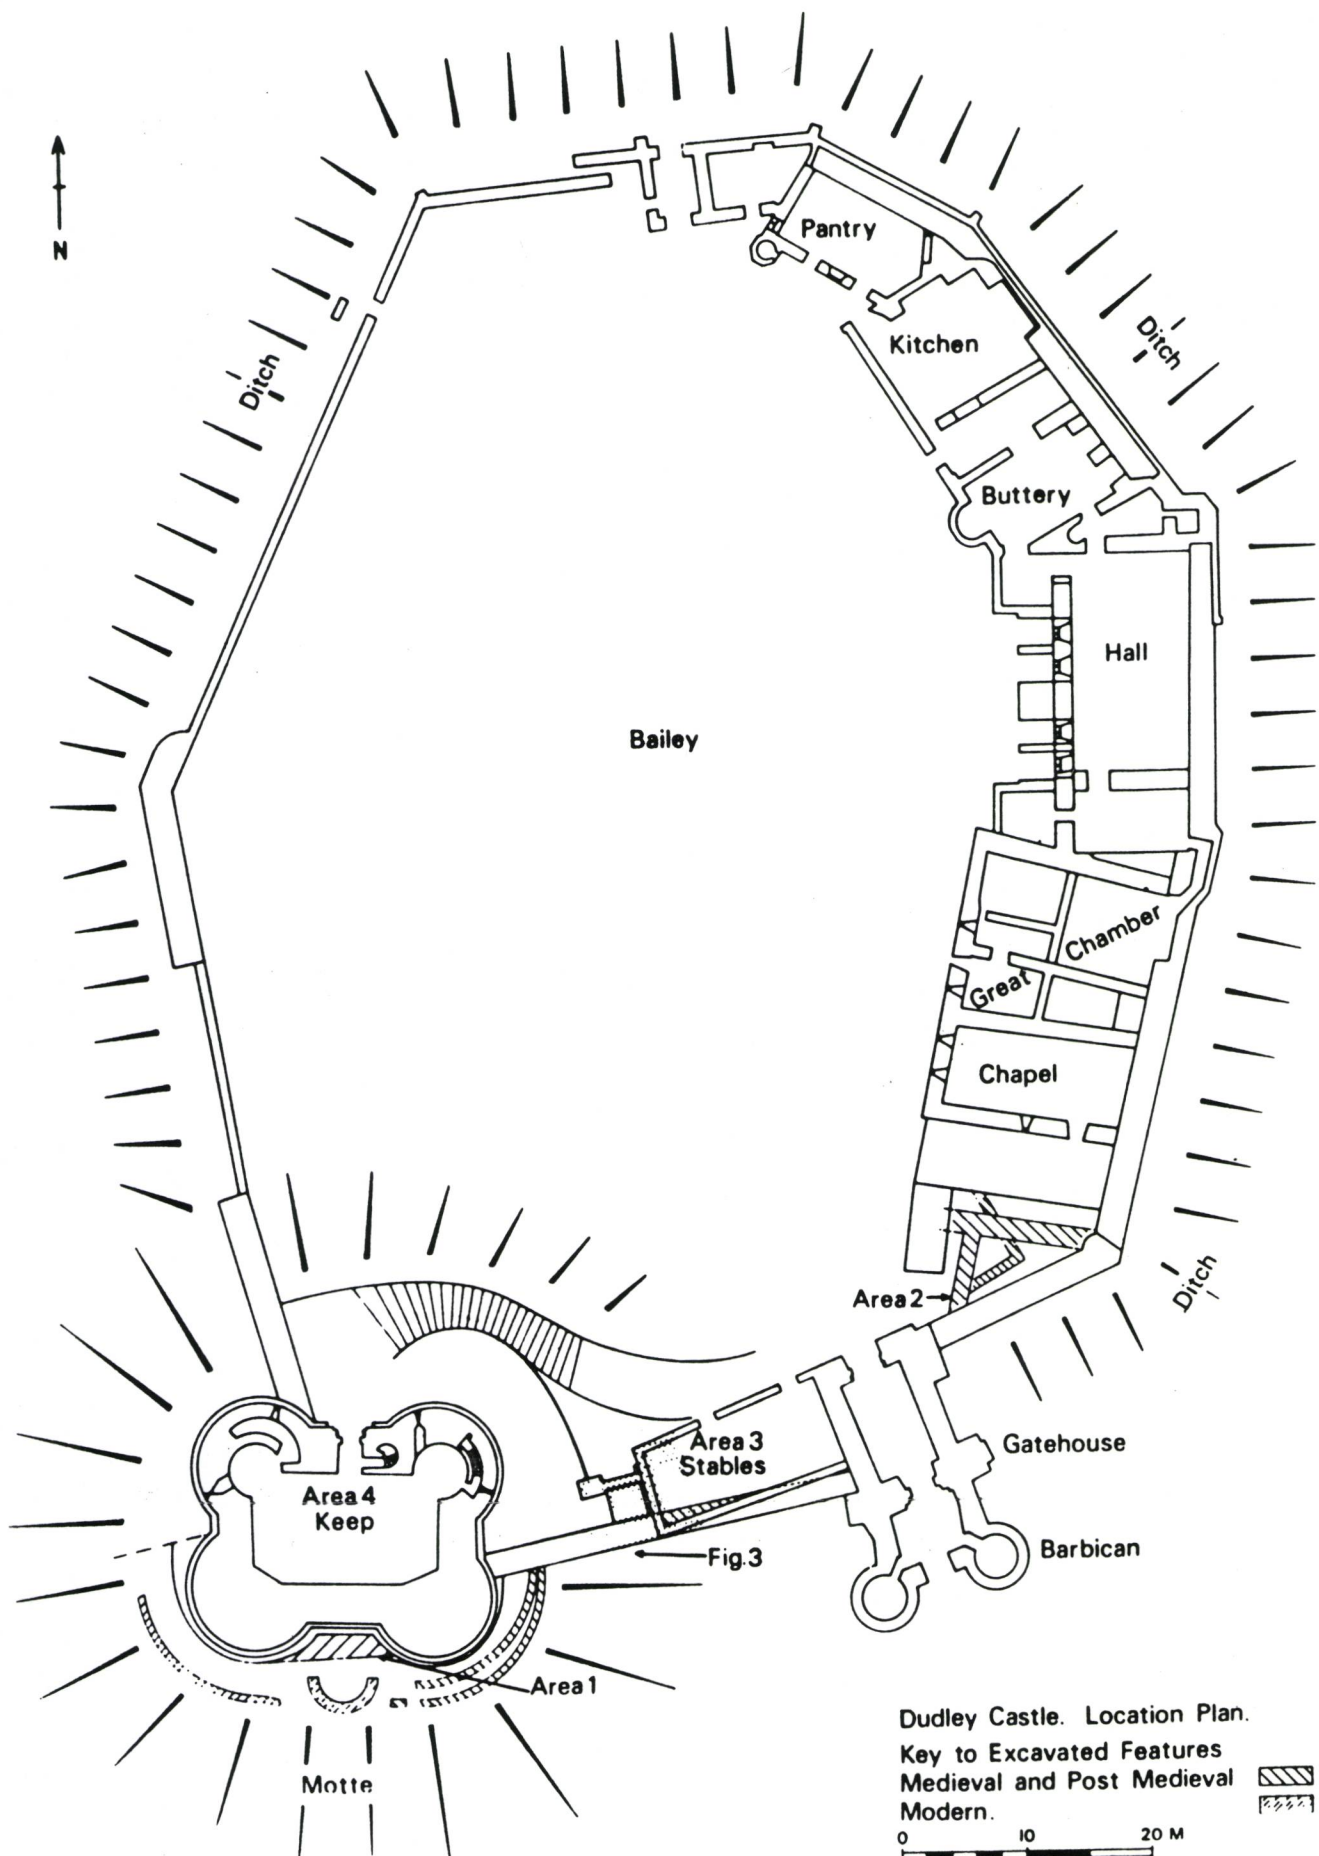 N
Pantry
Kitchen
Ditch
Ditch
Buttery
Hall
Bailey
Great Chamber
Chapel
Ditch
Area 2
Area 3
Stables
Gatehouse
Area 4
Keep
Fig.3
Barbican
Area 1
Motte
Dudley Castle. Location Plan.
Key to Excavated Features
Medieval and Post Medieval
Modern.
0 10 20 M